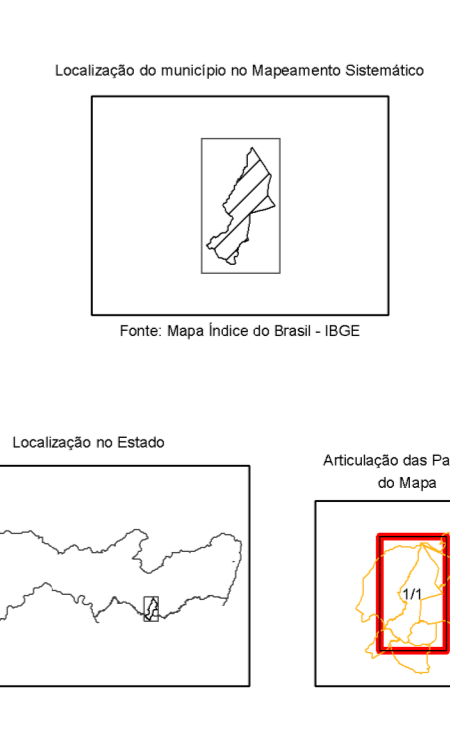 Localização do município no Mapeamento Sistemático
Fonte: Mapa Índice do Brasil - IBGE
Localização no Estado
Articulação das Pa
do Mapa
1/1